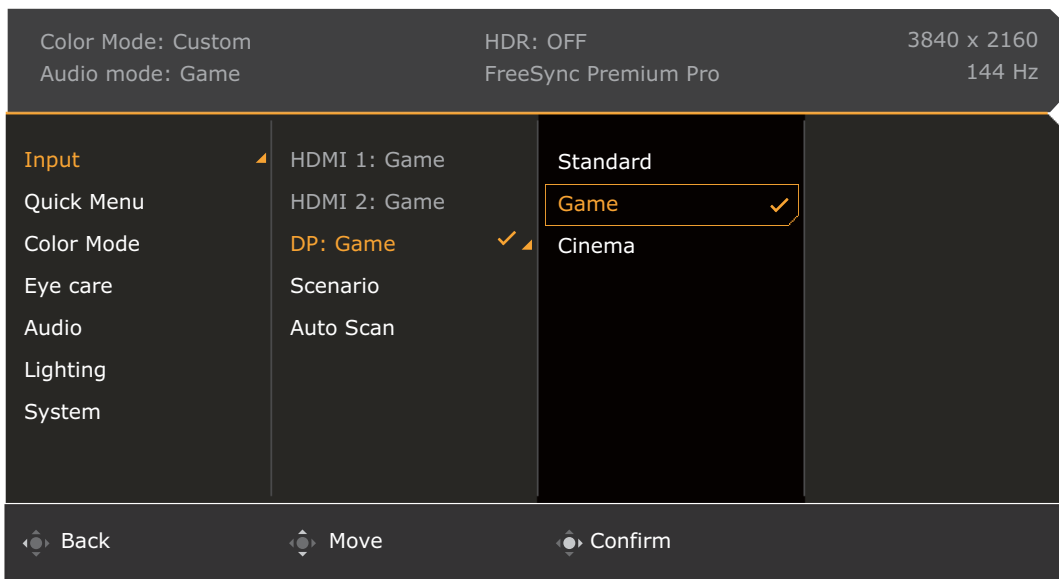 Color Mode: Custom
HDR: OFF
3840 x 2160
Audio mode: Game
FreeSync Premium Pro
144 Hz
Input
Quick Menu
Color Mode
Eye care
Audio
Lighting
System
HDMI 1: Game
HDMI 2: Game
DP: Game
Scenario
Auto Scan
Standard
Game
Cinema
Back
Move
Confirm